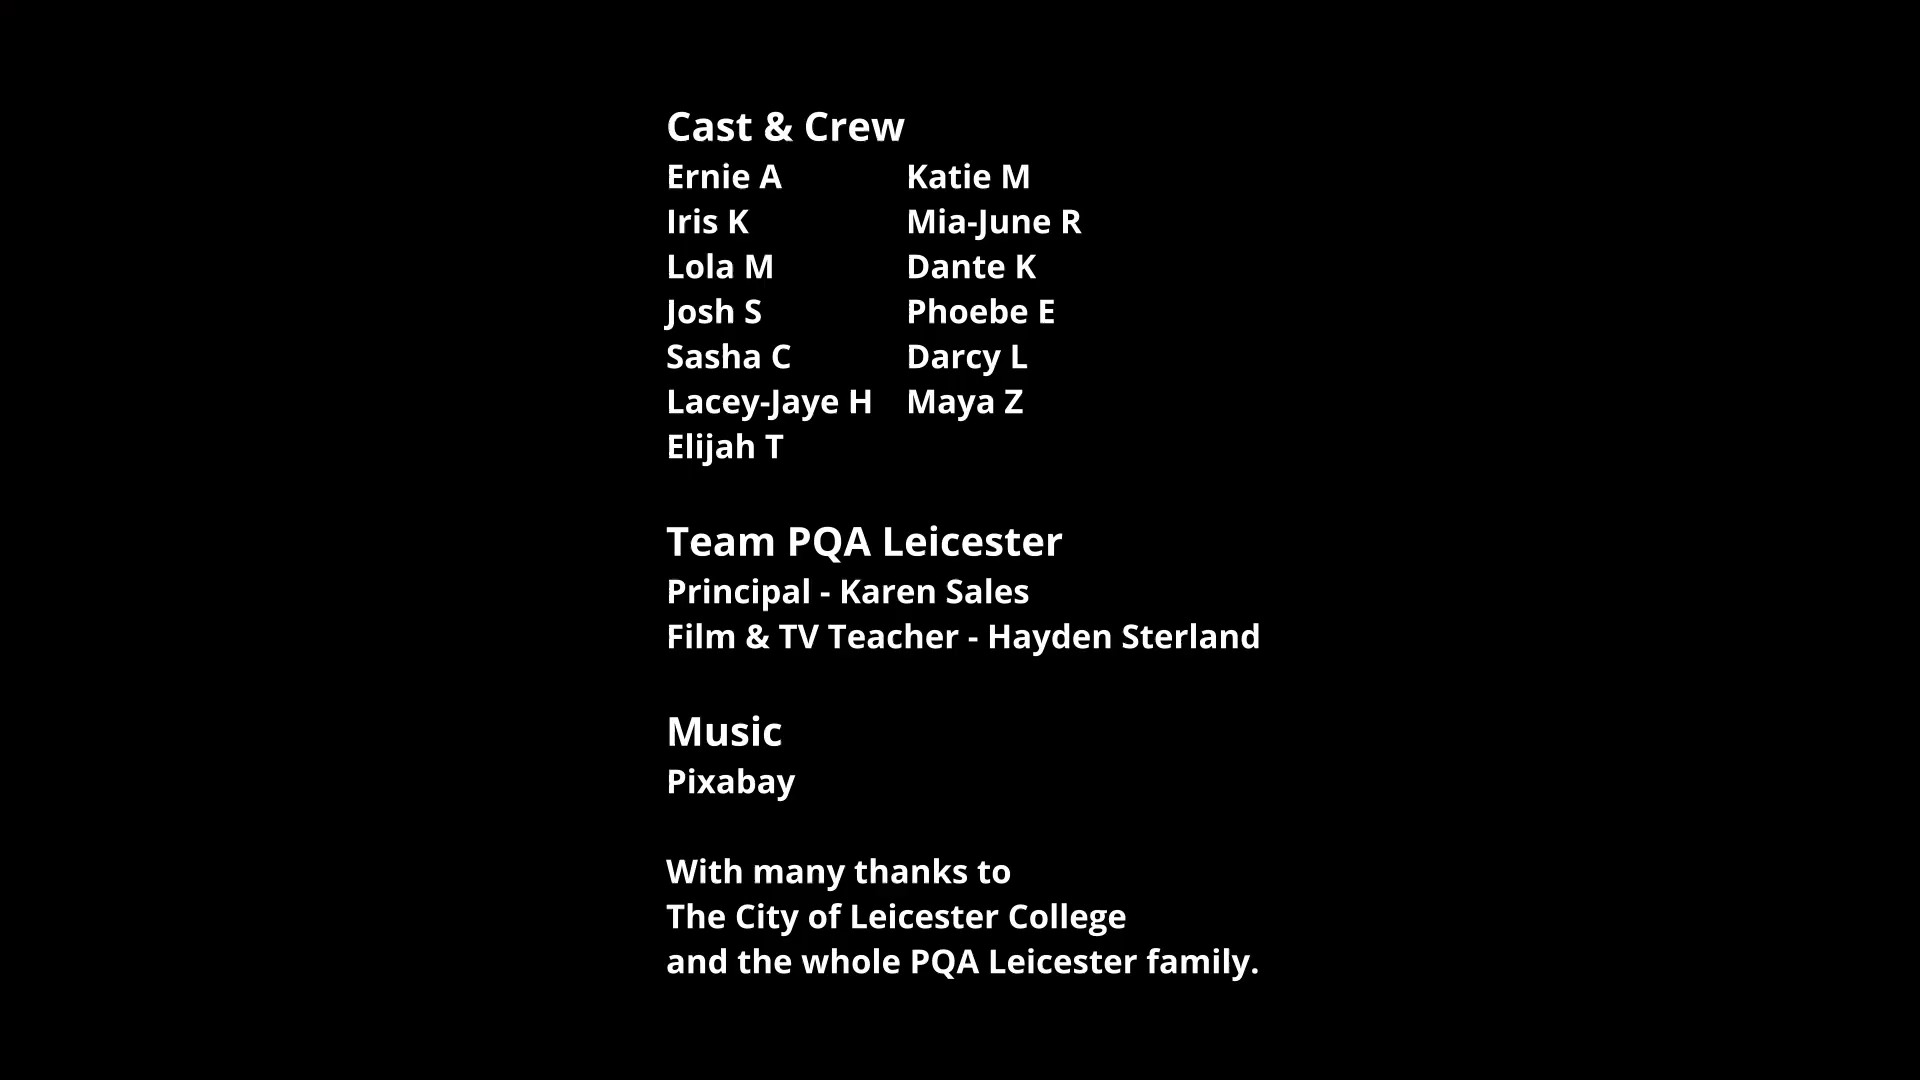 Cast & Crew
Ernie A Katie M
Iris K Mia-June R
Lola M Dante K
Josh S Phoebe E
Sasha C Darcy L
Lacey-Jaye H Maya Z
Elijah T
Team PQA Leicester
Principal - Karen Sales
Film & TV Teacher - Hayden Sterland
Music
Pixabay
With many thanks to
The City of Leicester College
and the whole PQA Leicester family.